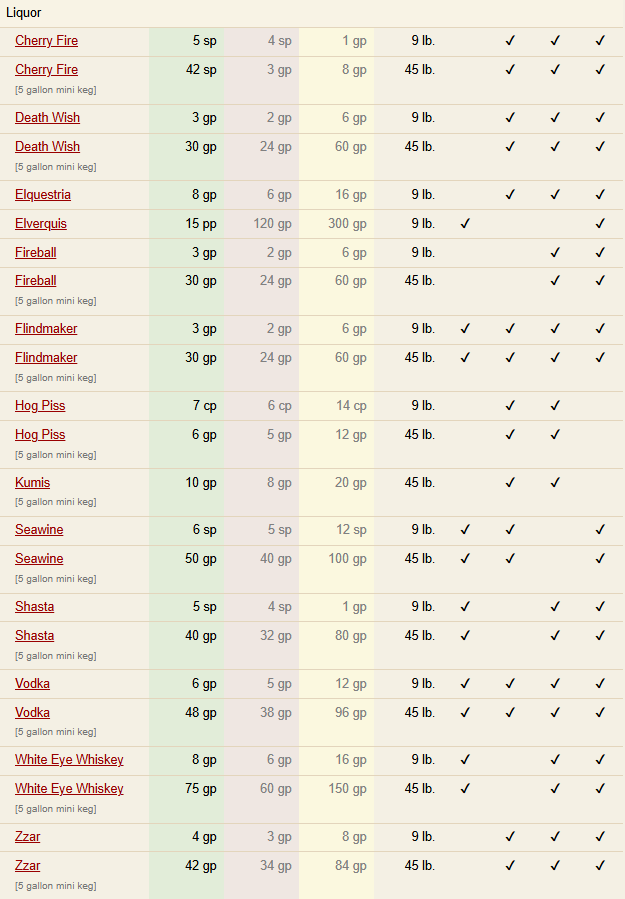 Liquor
Cherry Fire 5 sp 4 sp 1 gp 9 lb. ✓ ✓ ✓
Cherry Fire 42 sp 3 gp 8 gp 45 lb. ✓ ✓ ✓
[5 gallon mini keg]
Death Wish 3 gp 2 gp 6 gp 9 lb. ✓ ✓ ✓
Death Wish 30 gp 24 gp 60 gp 45 lb. ✓ ✓ ✓
[5 gallon mini keg]
Elquestria 8 gp 6 gp 16 gp 9 lb. ✓ ✓ ✓
Elverquis 15 pp 120 gp 300 gp 9 lb. ✓ ✓
Fireball 3 gp 2 gp 6 gp 9 lb. ✓ ✓
Fireball 30 gp 24 gp 60 gp 45 lb. ✓ ✓
[5 gallon mini keg]
Flindmaker 3 gp 2 gp 6 gp 9 lb. ✓ ✓ ✓ ✓
Flindmaker 30 gp 24 gp 60 gp 45 lb. ✓ ✓ ✓ ✓
[5 gallon mini keg]
Hog Piss 7 cp 6 cp 14 cp 9 lb. ✓ ✓
Hog Piss 6 gp 5 gp 12 gp 45 lb. ✓ ✓
[5 gallon mini keg]
Kumis 10 gp 8 gp 20 gp 45 lb. ✓ ✓
[5 gallon mini keg]
Seawine 6 sp 5 sp 12 sp 9 lb. ✓ ✓ ✓
Seawine 50 gp 40 gp 100 gp 45 lb. ✓ ✓ ✓
[5 gallon mini keg]
Shasta 5 sp 4 sp 1 gp 9 lb. ✓ ✓ ✓
Shasta 40 gp 32 gp 80 gp 45 lb. ✓ ✓ ✓
[5 gallon mini keg]
Vodka 6 gp 5 gp 12 gp 9 lb. ✓ ✓ ✓ ✓
Vodka 48 gp 38 gp 96 gp 45 lb. ✓ ✓ ✓ ✓
[5 gallon mini keg]
White Eye Whiskey 8 gp 6 gp 16 gp 9 lb. ✓ ✓ ✓
White Eye Whiskey 75 gp 60 gp 150 gp 45 lb. ✓ ✓ ✓
[5 gallon mini keg]
Zzar 4 gp 3 gp 8 gp 9 lb. ✓ ✓ ✓
Zzar 42 gp 34 gp 84 gp 45 lb. ✓ ✓ ✓
[5 gallon mini keg]